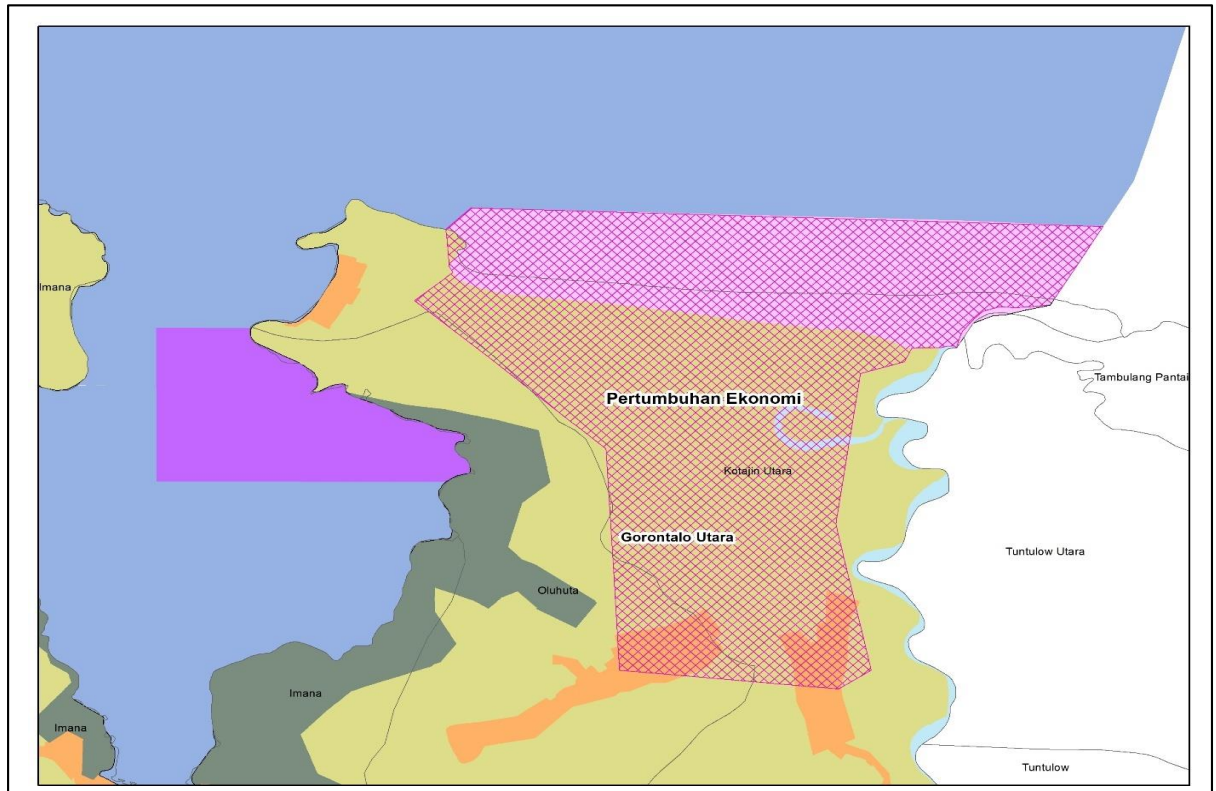 Imana
Tambulang Pantai
Pertumbuhan Ekonomi
Kotajin Utara
Gorontalo Utara
Tuntulow Utara
Oluhuta
Imana
Imana
Tuntulow